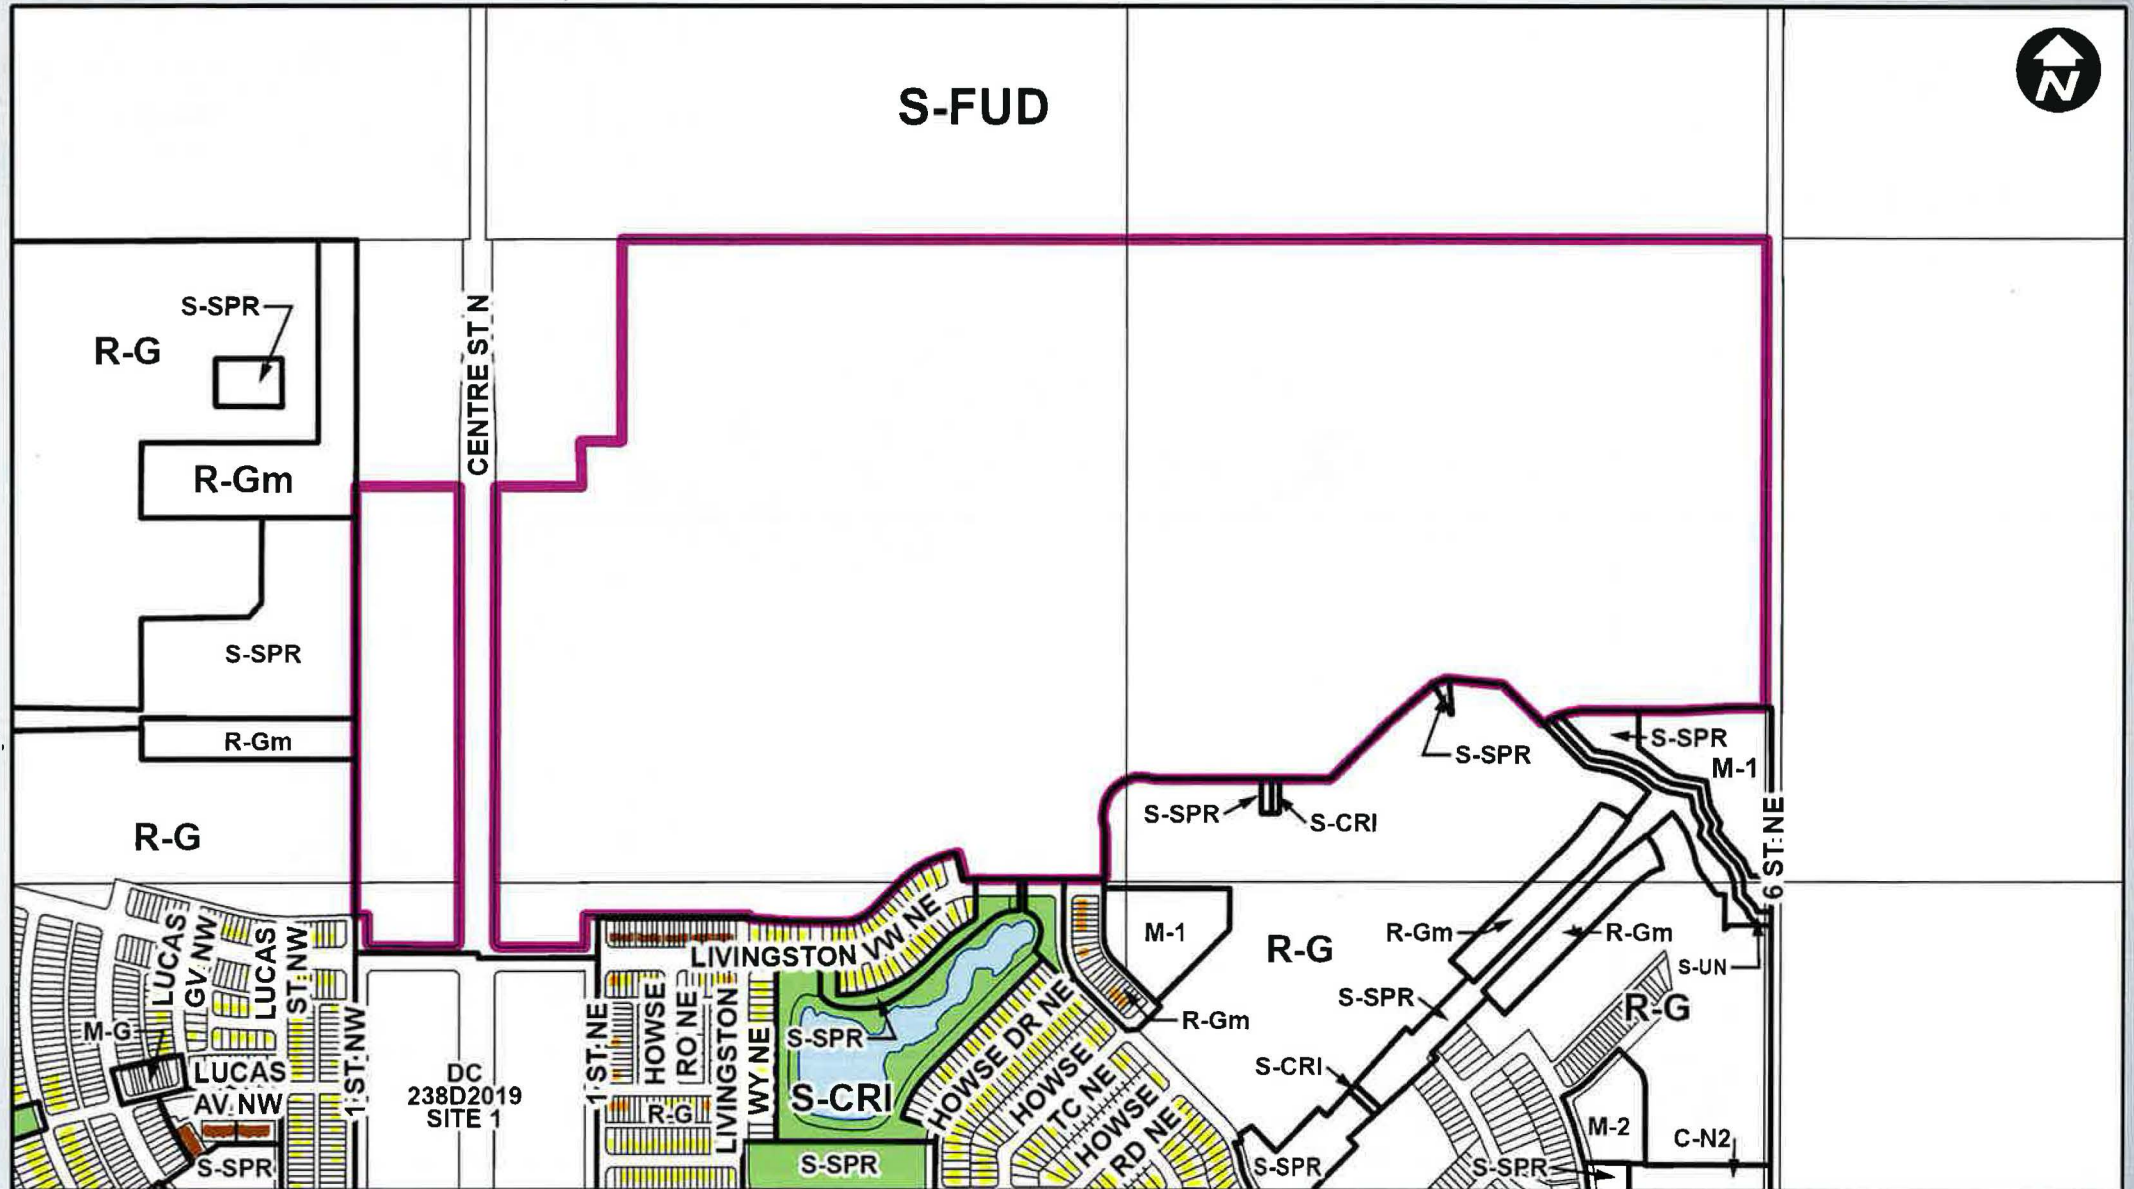 N
S-FUD
S-SPR
R-G
CENTRE ST N
R-Gm
S-SPR
R-Gm
S-SPR
S-SPR
M-1
S-SPR
S-CRI
R-G
6 ST NE
LIVINGSTON VW NE
M-1
R-G
R-Gm
R-Gm
S-UN
LUCAS
GV NW
LUCAS
ST NW
S-SPR
R-G
R-Gm
M-G
1 ST NW
1 ST NE
HOWSE
RO NE
LIVINGSTON
WY NE
S-SPR
HOWSE DR NE
HOWSE
TC NE
S-CRI
LUCAS
AV NW
DC
238D2019
SITE 1
S-CRI
R-G
HOWSE
RD NE
M-2
C-N2
S-SPR
S-SPR
S-SPR
S-SPR